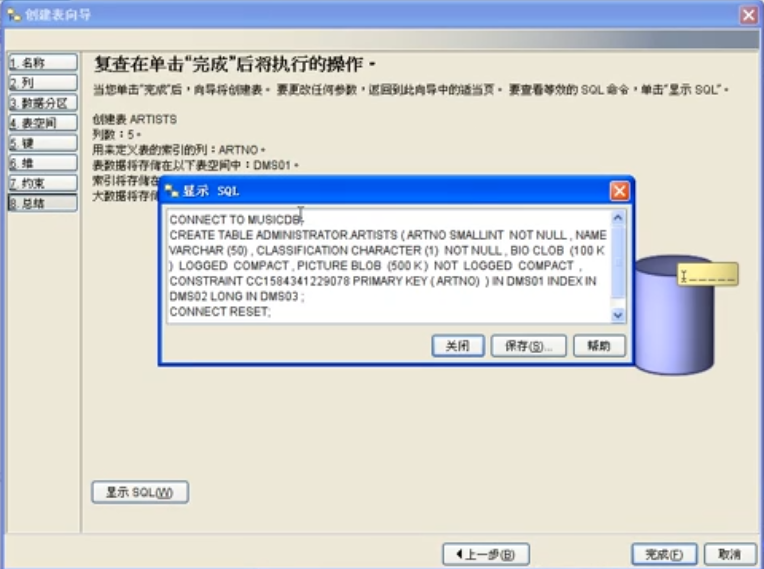 创建表向导
1. 名称
2. 列
3. 数据分区
4. 表空间
5. 键
6. 维
7. 约束
8. 总结
复查在单击“完成”后将执行的操作。
当您单击“完成”后，向导将创建表。要更改任何参数，返回到此向导中的适当页。要查看等效的 SQL 命令，单击“显示 SQL”。
创建表 ARTISTS
列数：5。
用来定义表的索引的列：ARTNO。
表数据将存储在以下表空间中：DMS01。
索引将存储在
大数据将存储
显示 SQL
CONNECT TO MUSICDB;
CREATE TABLE ADMINISTRATOR.ARTISTS ( ARTNO SMALLINT NOT NULL , NAME
VARCHAR (50) , CLASSIFICATION CHARACTER (1) NOT NULL , BIO CLOB (100 K
) LOGGED COMPACT , PICTURE BLOB (500 K ) NOT LOGGED COMPACT ,
CONSTRAINT CC1584341229078 PRIMARY KEY ( ARTNO) ) IN DMS01 INDEX IN
DMS02 LONG IN DMS03 ;
CONNECT RESET;
关闭
保存(S)...
帮助
显示 SQL(W)
上一步(B)
完成(F)
取消